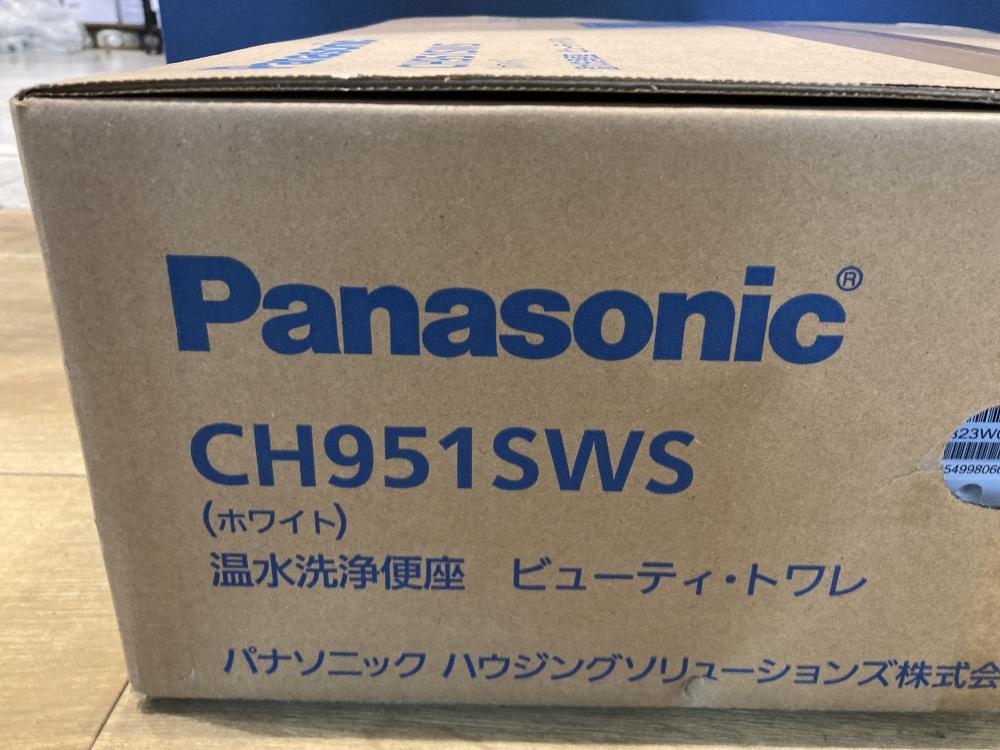 Panasonic
CH951SWS
Panasonic®
CH951SWS
(ホワイト)
温水洗浄便座 ビューティ・トワレ
パナソニック ハウジングソリューションズ株式会